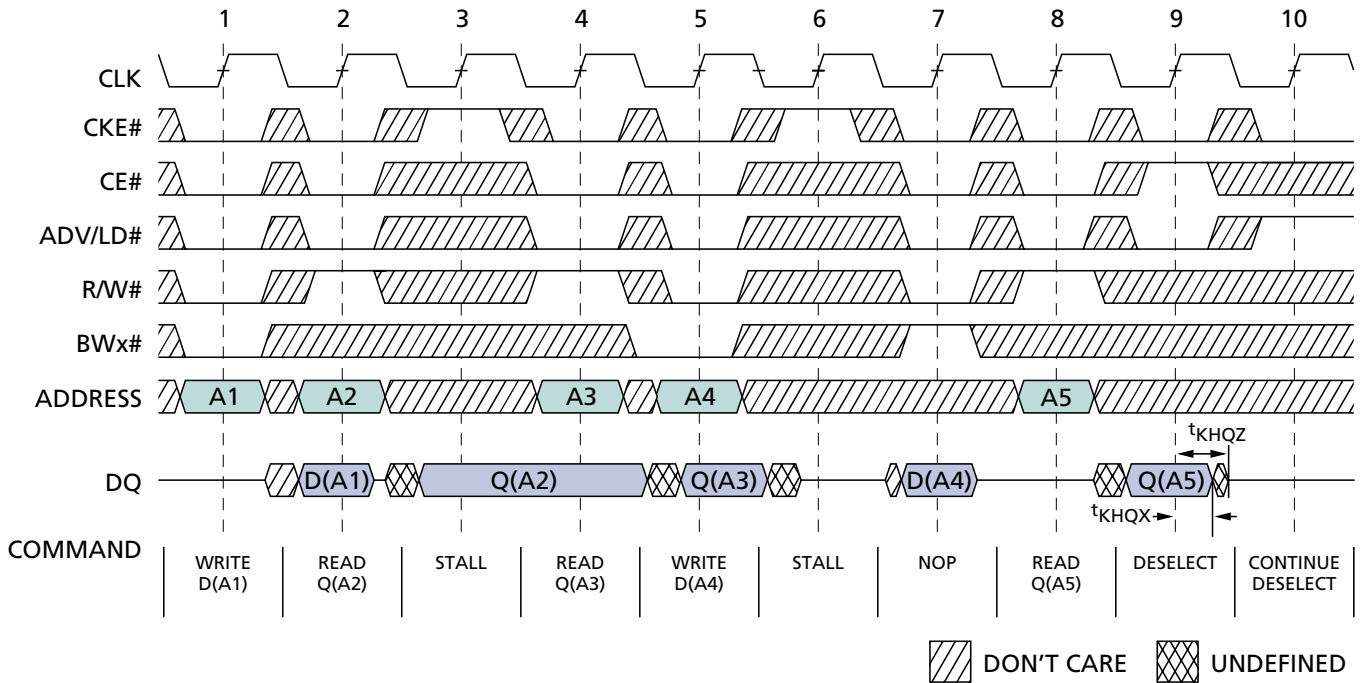 1 2 3 4 5 6 7 8 9 10
CLK
CKE#
CE#
ADV/LD#
R/W#
BWx#
ADDRESS A1 A2 A3 A4 A5
tKHQZ
DQ D(A1) Q(A2) Q(A3) D(A4) Q(A5)
tKHQX
COMMAND
WRITE READ STALL READ WRITE STALL NOP READ DESELECT CONTINUE
D(A1) Q(A2) Q(A3) D(A4) Q(A5) DESELECT
DON'T CARE UNDEFINED